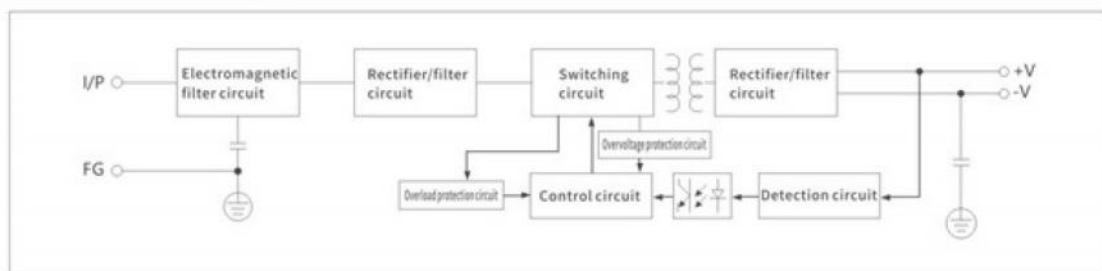 I/P
Electromagnetic
filter circuit
Rectifier/filter
circuit
Switching
circuit
Rectifier/filter
circuit
+V
-V
Overvoltage protection circuit
FG
Overload protection circuit
Control circuit
Detection circuit